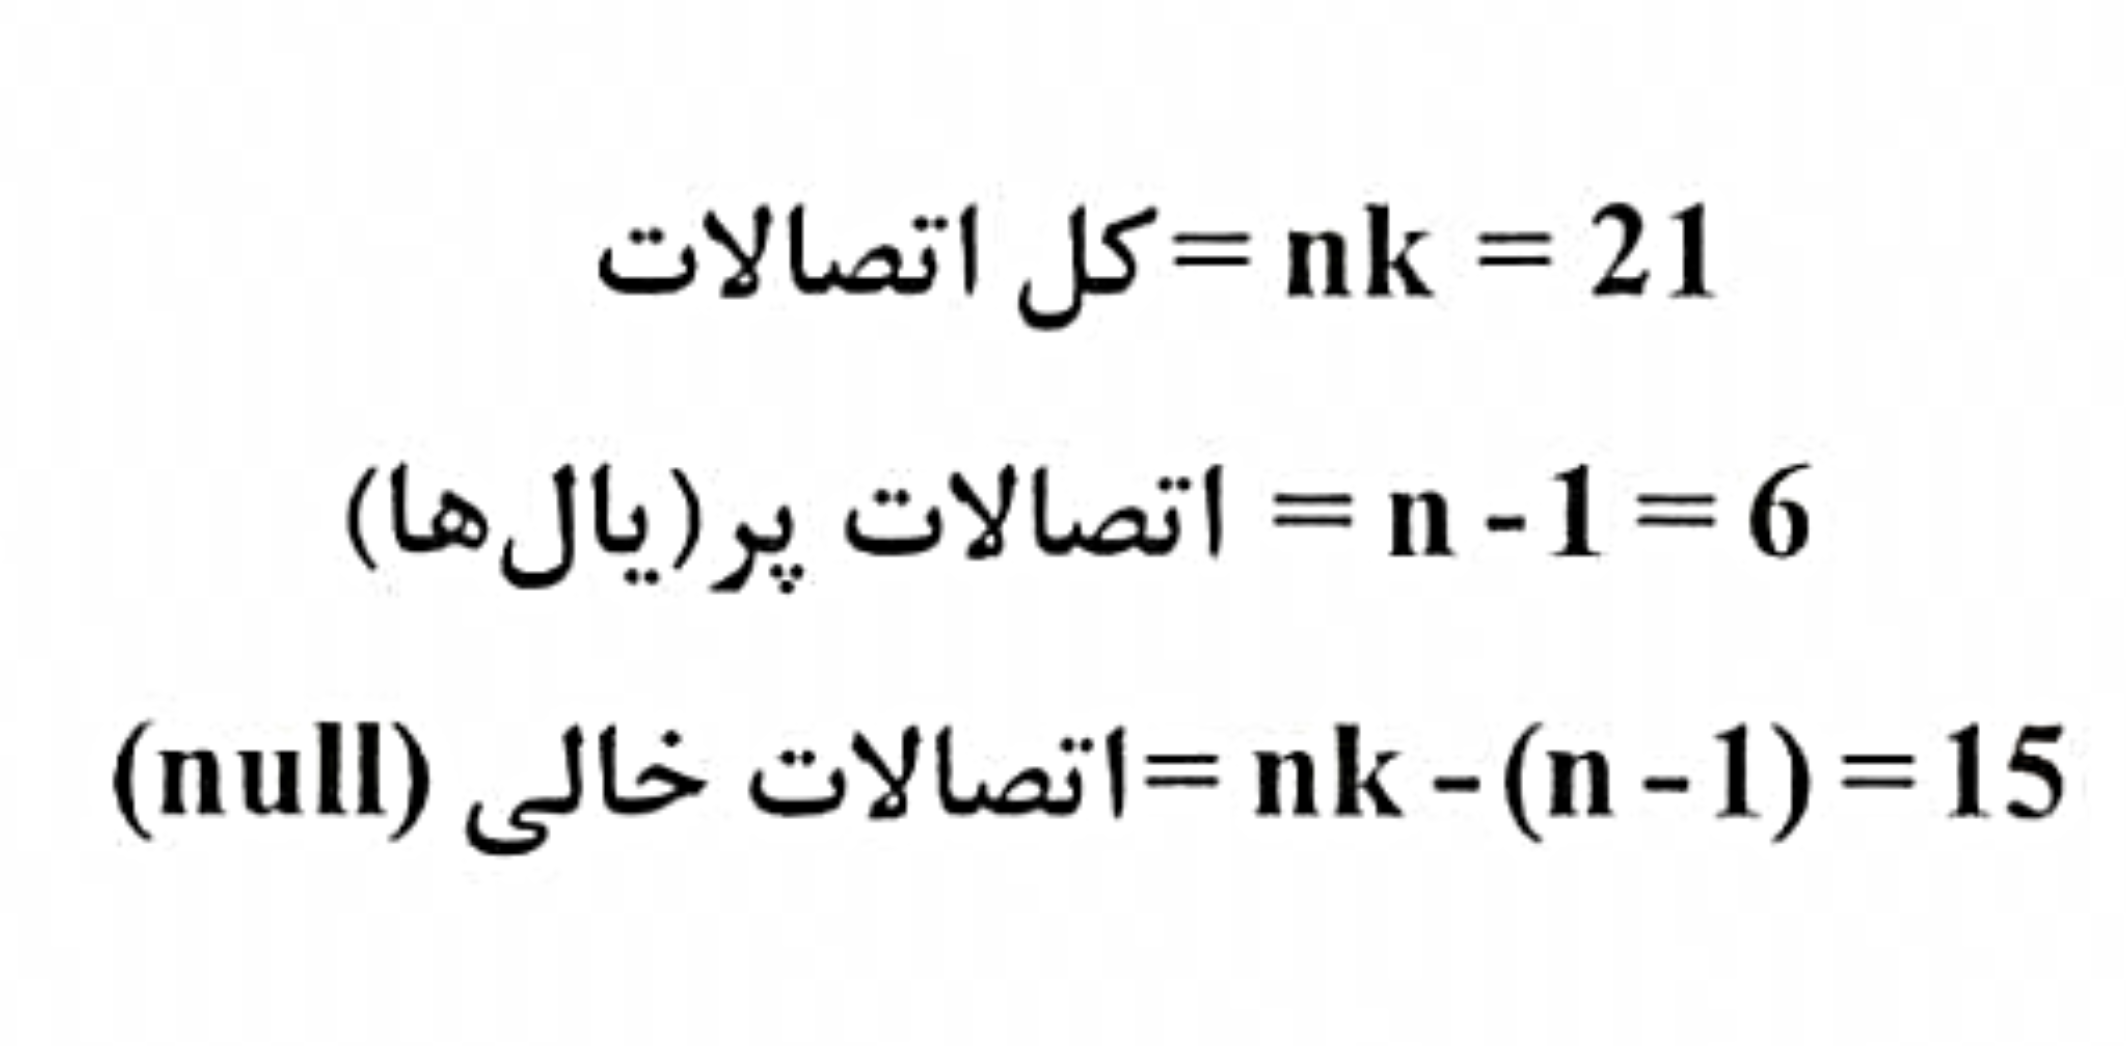 کل اتصالات= nk = 21
اتصالات پر(یال‌ها) = n - 1 = 6
اتصالات خالی (null)= nk - (n - 1) = 15